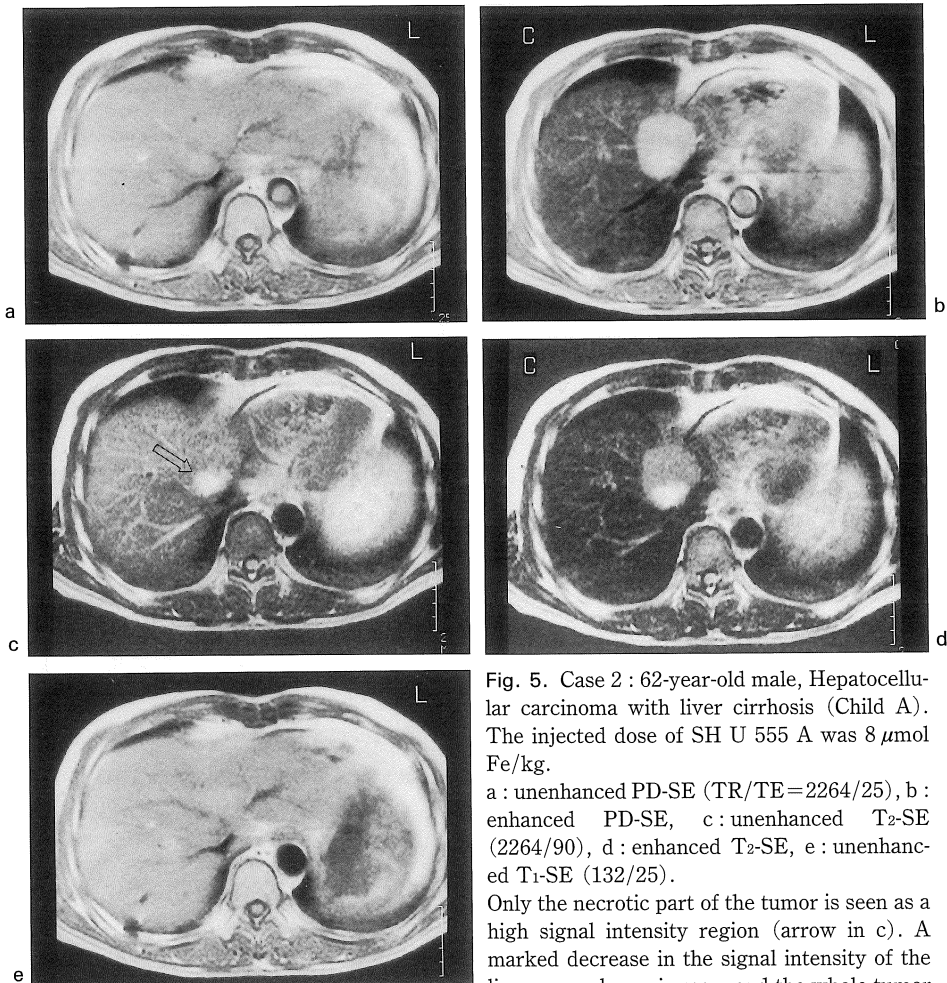 L
C
L
a
25
b
L
C
L
c
d
L
e
Fig. 5. Case 2 : 62-year-old male, Hepatocellu-
lar carcinoma with liver cirrhosis (Child A).
The injected dose of SH U 555 A was 8 μmol
Fe/kg.
a : unenhanced PD-SE (TR/TE=2264/25), b :
enhanced PD-SE, c : unenhanced T2-SE
(2264/90), d : enhanced T2-SE, e : unenhanc-
ed T1-SE (132/25).
Only the necrotic part of the tumor is seen as a
high signal intensity region (arrow in c). A
marked decrease in the signal intensity of the